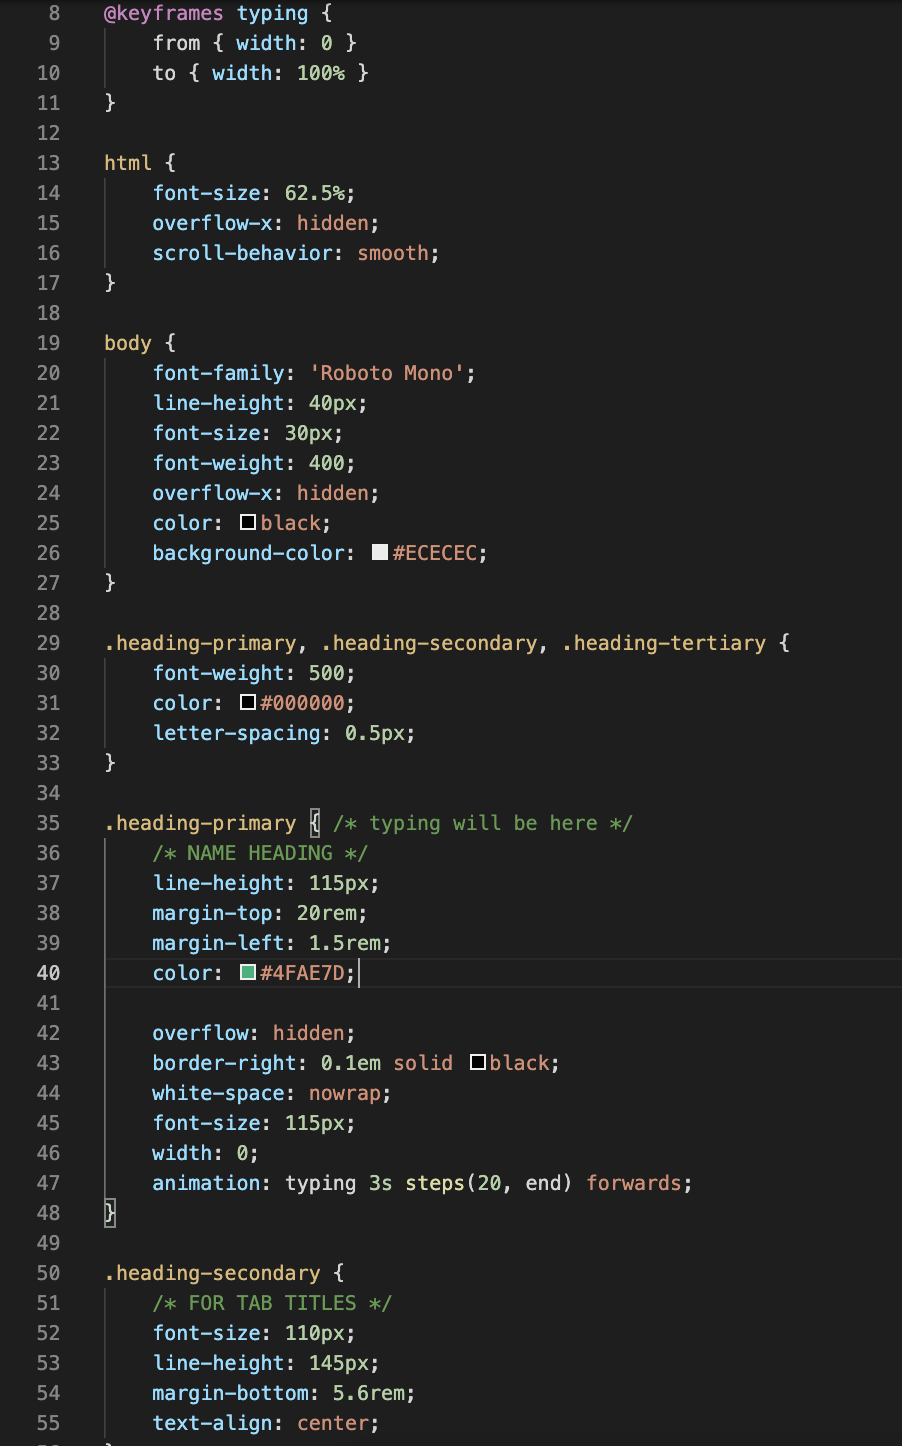 8 @keyframes typing {
9 from { width: 0 }
10 to { width: 100% }
11 }
12
13 html {
14 font-size: 62.5%;
15 overflow-x: hidden;
16 scroll-behavior: smooth;
17 }
18
19 body {
20 font-family: 'Roboto Mono';
21 line-height: 40px;
22 font-size: 30px;
23 font-weight: 400;
24 overflow-x: hidden;
25 color: black;
26 background-color: #ECECEC;
27 }
28
29 .heading-primary, .heading-secondary, .heading-tertiary {
30 font-weight: 500;
31 color: #000000;
32 letter-spacing: 0.5px;
33 }
34
35 .heading-primary { /* typing will be here */
36 /* NAME HEADING */
37 line-height: 115px;
38 margin-top: 20rem;
39 margin-left: 1.5rem;
40 color: #4FAE7D;
41
42 overflow: hidden;
43 border-right: 0.1em solid black;
44 white-space: nowrap;
45 font-size: 115px;
46 width: 0;
47 animation: typing 3s steps(20, end) forwards;
48 }
49
50 .heading-secondary {
51 /* FOR TAB TITLES */
52 font-size: 110px;
53 line-height: 145px;
54 margin-bottom: 5.6rem;
55 text-align: center;